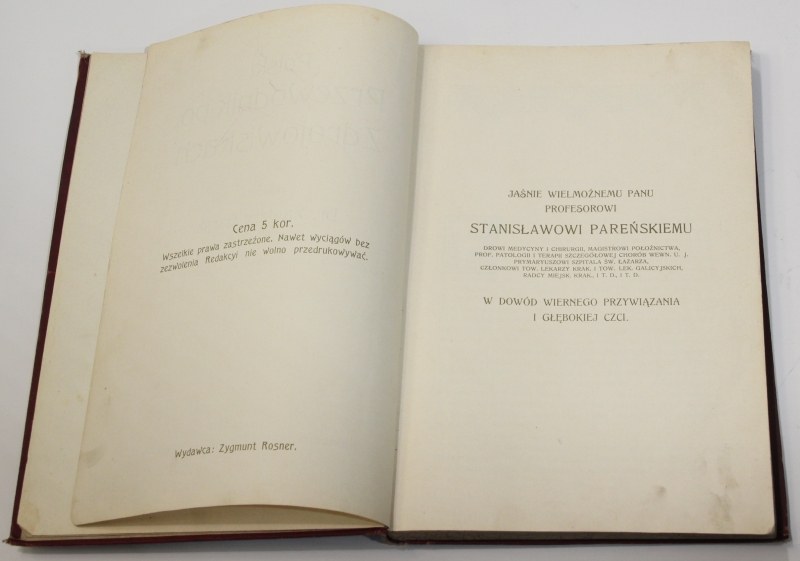 Cena 5 kor.
Wszelkie prawa zastrzeżone. Nawet wyciągów bez
zezwolenia Redakcyi nie wolno przedrukowywać.
Wydawca: Zygmunt Rosner.
JAŚNIE WIELMOŻNEMU PANU
PROFESOROWI
STANISŁAWOWI PAREŃSKIEMU
DROWI MEDYCYNY I CHIRURGII, MAGISTROWI POŁOŻNICTWA,
PROF. PATOLOGII I TERAPII SZCZEGÓŁOWEJ CHORÓB WEWN. U. J.
PRYMARYUSZOWI SZPITALA ŚW. ŁAZARZA,
CZŁONKOWI TOW. LEKARZY KRAK. I TOW. LEK. GALICYJSKICH,
RADCY MIEJSK. KRAK., I T. D., I T. D.
W DOWÓD WIERNEGO PRZYWIĄZANIA
I GŁĘBOKIEJ CZCI.